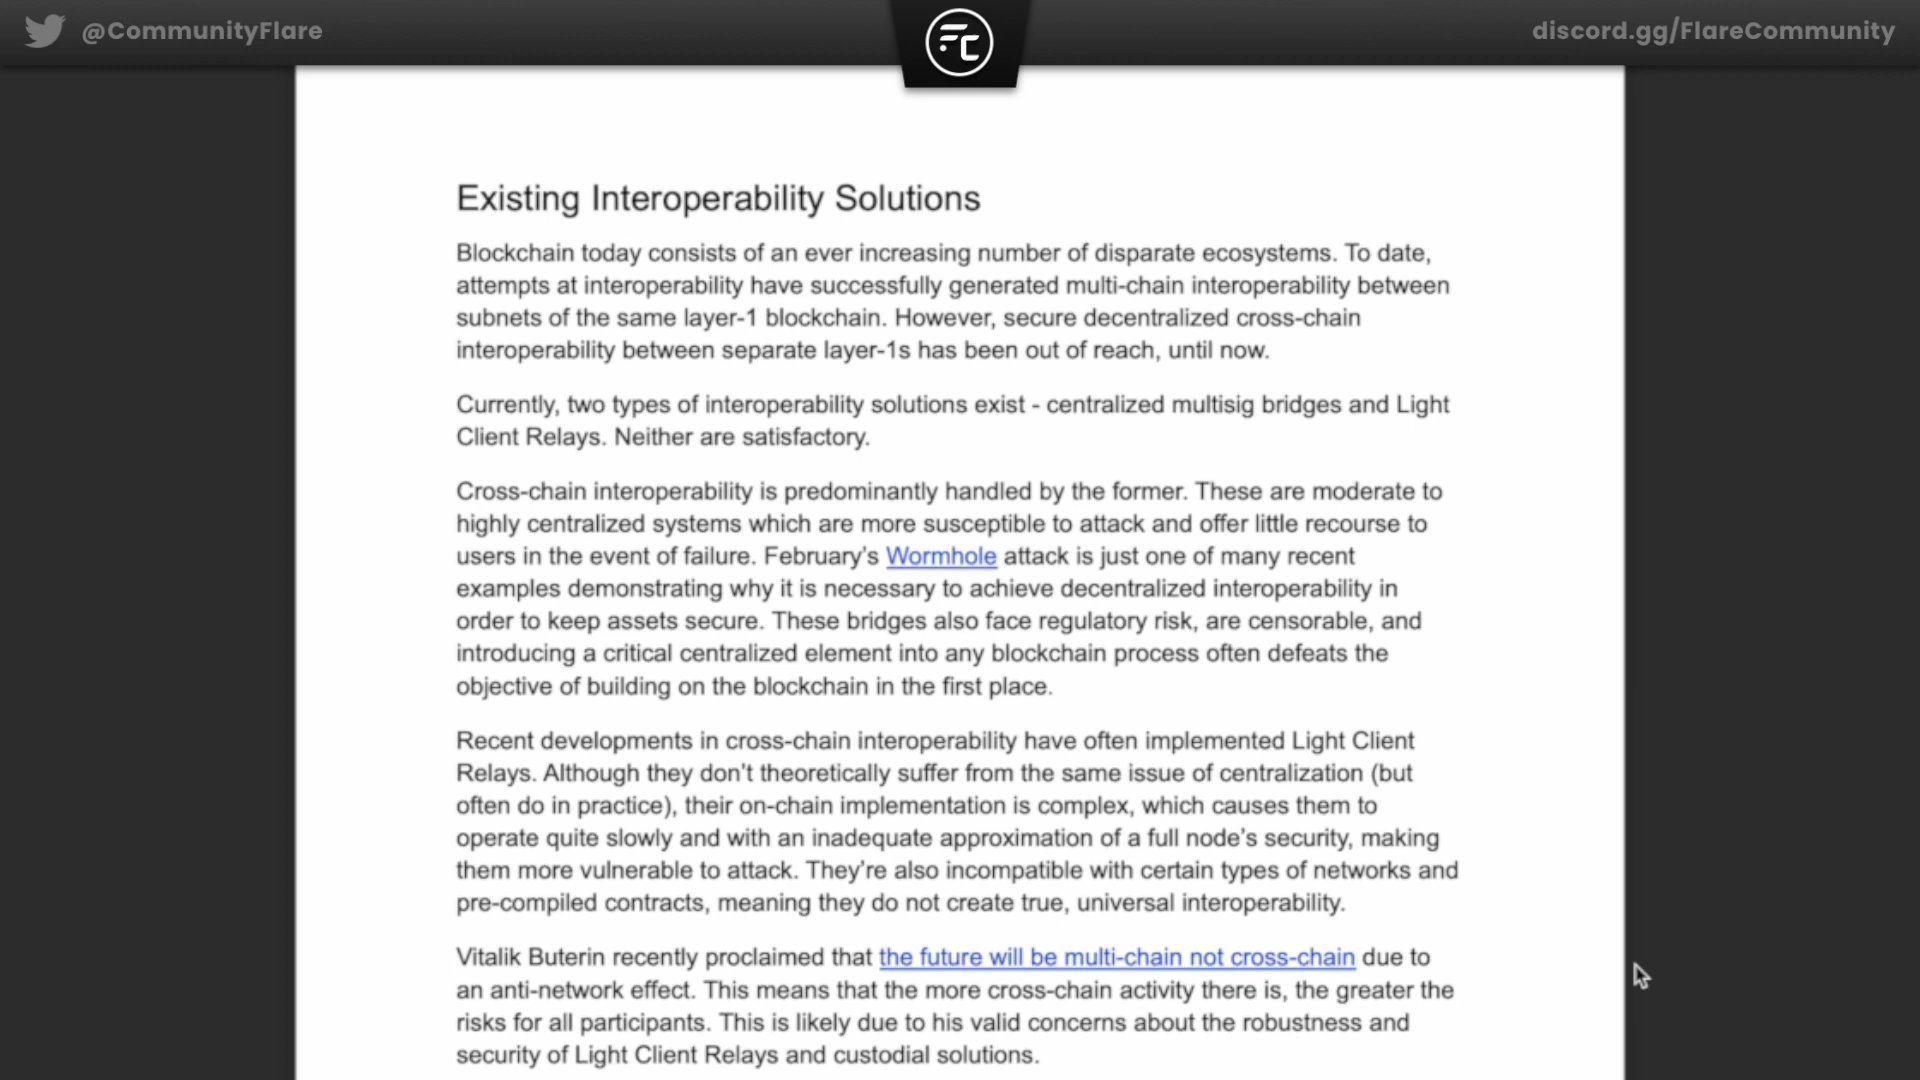 @CommunityFlare
FC
discord.gg/FlareCommunity
Existing Interoperability Solutions
Blockchain today consists of an ever increasing number of disparate ecosystems. To date,
attempts at interoperability have successfully generated multi-chain interoperability between
subnets of the same layer-1 blockchain. However, secure decentralized cross-chain
interoperability between separate layer-1s has been out of reach, until now.
Currently, two types of interoperability solutions exist - centralized multisig bridges and Light
Client Relays. Neither are satisfactory.
Cross-chain interoperability is predominantly handled by the former. These are moderate to
highly centralized systems which are more susceptible to attack and offer little recourse to
users in the event of failure. February's Wormhole attack is just one of many recent
examples demonstrating why it is necessary to achieve decentralized interoperability in
order to keep assets secure. These bridges also face regulatory risk, are censorable, and
introducing a critical centralized element into any blockchain process often defeats the
objective of building on the blockchain in the first place.
Recent developments in cross-chain interoperability have often implemented Light Client
Relays. Although they don't theoretically suffer from the same issue of centralization (but
often do in practice), their on-chain implementation is complex, which causes them to
operate quite slowly and with an inadequate approximation of a full node's security, making
them more vulnerable to attack. They're also incompatible with certain types of networks and
pre-compiled contracts, meaning they do not create true, universal interoperability.
Vitalik Buterin recently proclaimed that the future will be multi-chain not cross-chain due to
an anti-network effect. This means that the more cross-chain activity there is, the greater the
risks for all participants. This is likely due to his valid concerns about the robustness and
security of Light Client Relays and custodial solutions.